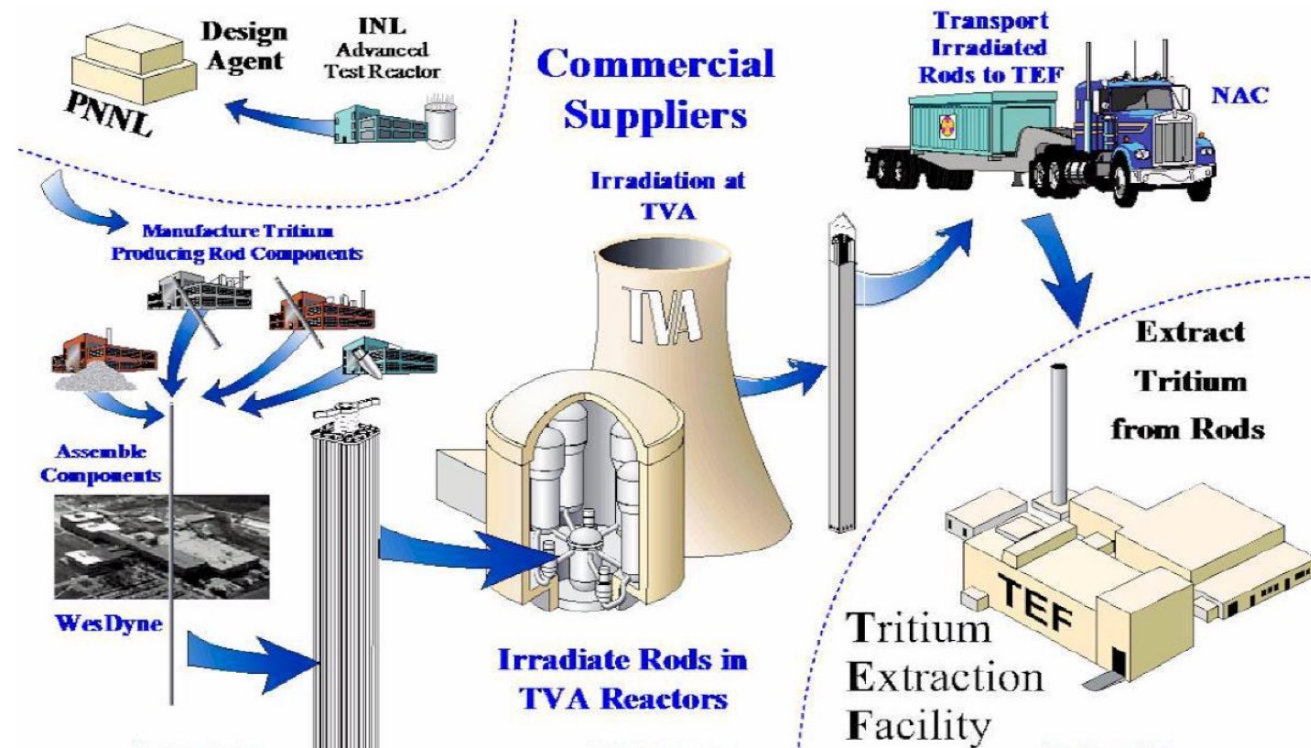 Design
Agent
PNNL
INL
Advanced
Test Reactor
Commercial
Suppliers
Transport
Irradiated
Rods to TEF
NAC
Manufacture Tritium
Producing Rod Components
Irradiation at
TVA
TVA
Assemble
Components
WesDyne
Irradiate Rods in
TVA Reactors
Extract
Tritium
from Rods
TEF
Tritium
Extraction
Facility